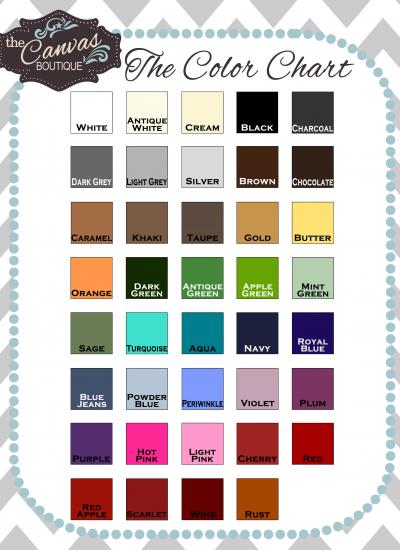 the
Canvas
BOUTIQUE
The Color Chart
WHITE
ANTIQUE
WHITE
CREAM
BLACK
CHARCOAL
DARK GREY
LIGHT GREY
SILVER
BROWN
CHOCOLATE
CARAMEL
KHAKI
TAUPE
GOLD
BUTTER
ORANGE
DARK
GREEN
ANTIQUE
GREEN
APPLE
GREEN
MINT
GREEN
SAGE
TURQUOISE
AQUA
NAVY
ROYAL
BLUE
BLUE
JEANS
POWDER
BLUE
PERIWINKLE
VIOLET
PLUM
PURPLE
HOT
PINK
LIGHT
PINK
CHERRY
RED
RED
APPLE
SCARLET
WINE
RUST